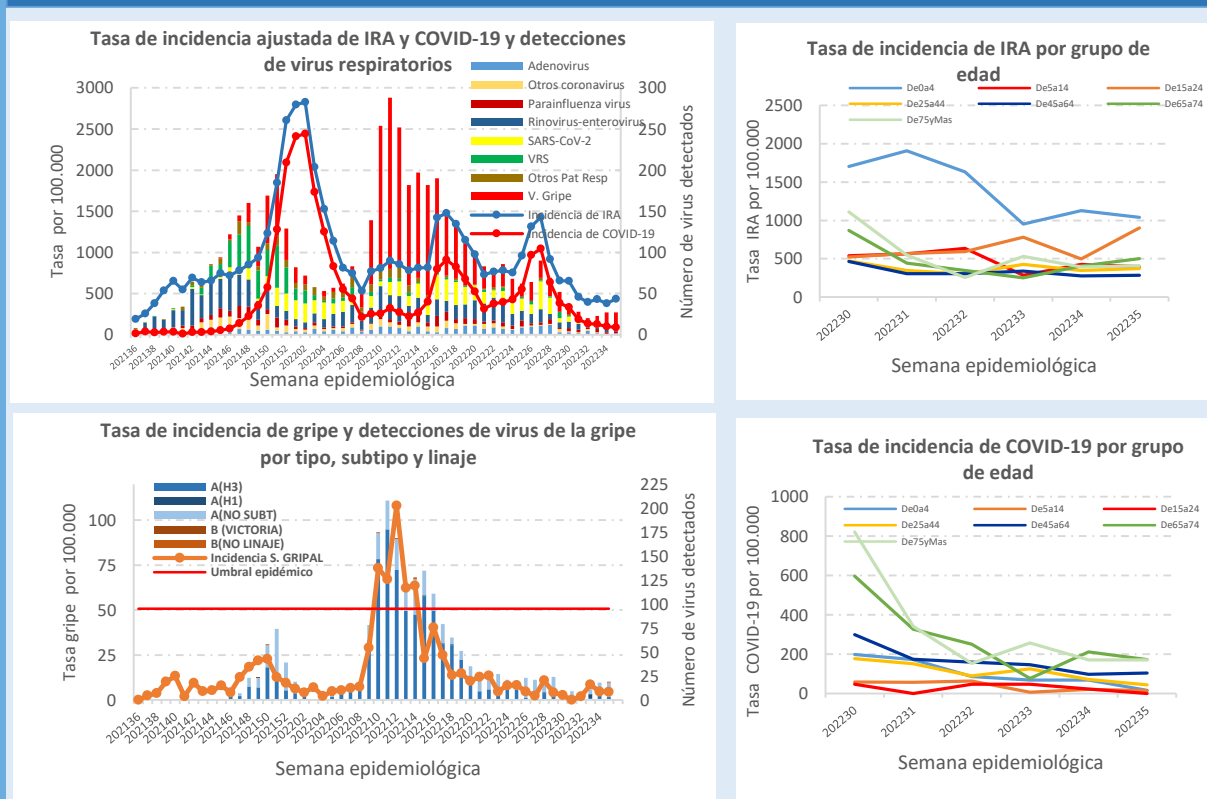 Tasa de incidencia ajustada de IRA y COVID-19 y detecciones
de virus respiratorios
Adenovirus
Otros coronavirus
Parainfluenza virus
Rinovirus-enterovirus
SARS-CoV-2
VRS
Otros Pat Resp
V. Gripe
Incidencia de IRA
Incidencia de COVID-19
Tasa por 100.000
3000
2500
2000
1500
1000
500
0
300
250
200
150
100
50
0
Número de virus detectados
202136 202138 202140 202142 202144 202146 202148 202150 202152 202202 202204 202206 202208 202210 202212 202214 202216 202218 202220 202222 202224 202226 202228 202230 202232 202234
Semana epidemiológica
Tasa de incidencia de IRA por grupo de
edad
De0a4 De5a14 De15a24
De25a44 De45a64 De65a74
De75yMas
Tasa IRA por 100.000
2500
2000
1500
1000
500
0
202230 202231 202232 202233 202234 202235
Semana epidemiológica
Tasa de incidencia de gripe y detecciones de virus de la gripe
por tipo, subtipo y linaje
A(H3)
A(H1)
A(NO SUBT)
B (VICTORIA)
B(NO LINAJE)
Incidencia S. GRIPAL
Umbral epidémico
Tasa gripe por 100.000
100
75
50
25
0
225
200
175
150
125
100
75
50
25
0
Número de virus detectados
202136 202138 202140 202142 202144 202146 202148 202150 202152 202202 202204 202206 202208 202210 202212 202214 202216 202218 202220 202222 202224 202226 202228 202230 202232 202234
Semana epidemiológica
Tasa de incidencia de COVID-19 por grupo
de edad
De0a4 De5a14 De15a24
De25a44 De45a64 De65a74
De75yMas
Tasa COVID-19 por 100.000
1000
800
600
400
200
0
202230 202231 202232 202233 202234 202235
Semana epidemiológica